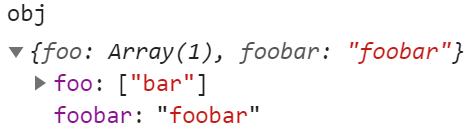 obj
{foo: Array(1), foobar: "foobar"}
foo: ["bar"]
foobar: "foobar"